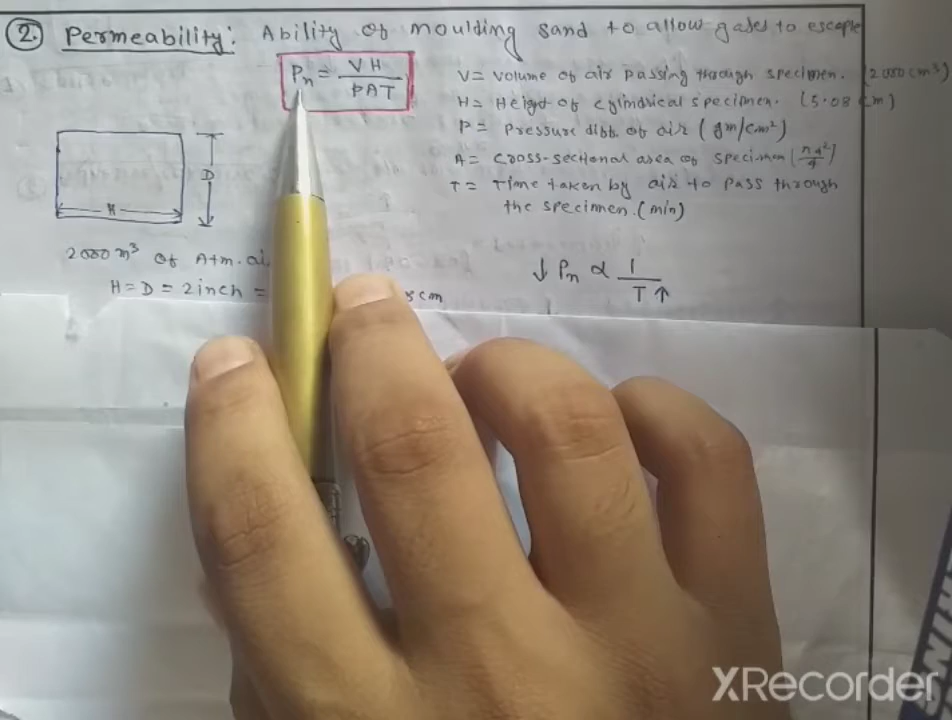 2. Permeability: Ability of moulding sand to allow gases to escape
Pn = VH / PAT
V = Volume of air passing through specimen. (2000 cm³)
H = Height of cylindrical specimen. (5.08 cm)
P = Pressure diff. of air (gm/cm²)
A = Cross-sectional area of specimen (πd²/4)
T = Time taken by air to pass through
the specimen. (min)
D
H
2000 m³ of Atm. ai
H = D = 2 inch =
cm
↓ Pn ∝ 1 / T ↑
XRecorder